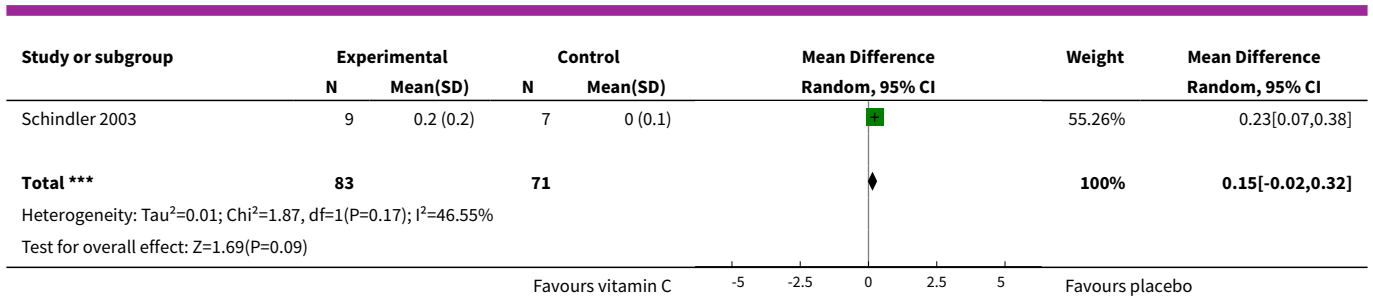 Study or subgroup Experimental Control Mean Difference Weight Mean Difference
N Mean(SD) N Mean(SD) Random, 95% CI Random, 95% CI
Schindler 2003 9 0.2 (0.2) 7 0 (0.1) 55.26% 0.23[0.07,0.38]
Total *** 83 71 100% 0.15[-0.02,0.32]
Heterogeneity: Tau²=0.01; Chi²=1.87, df=1(P=0.17); I²=46.55%
Test for overall effect: Z=1.69(P=0.09)
Favours vitamin C -5 -2.5 0 2.5 5 Favours placebo